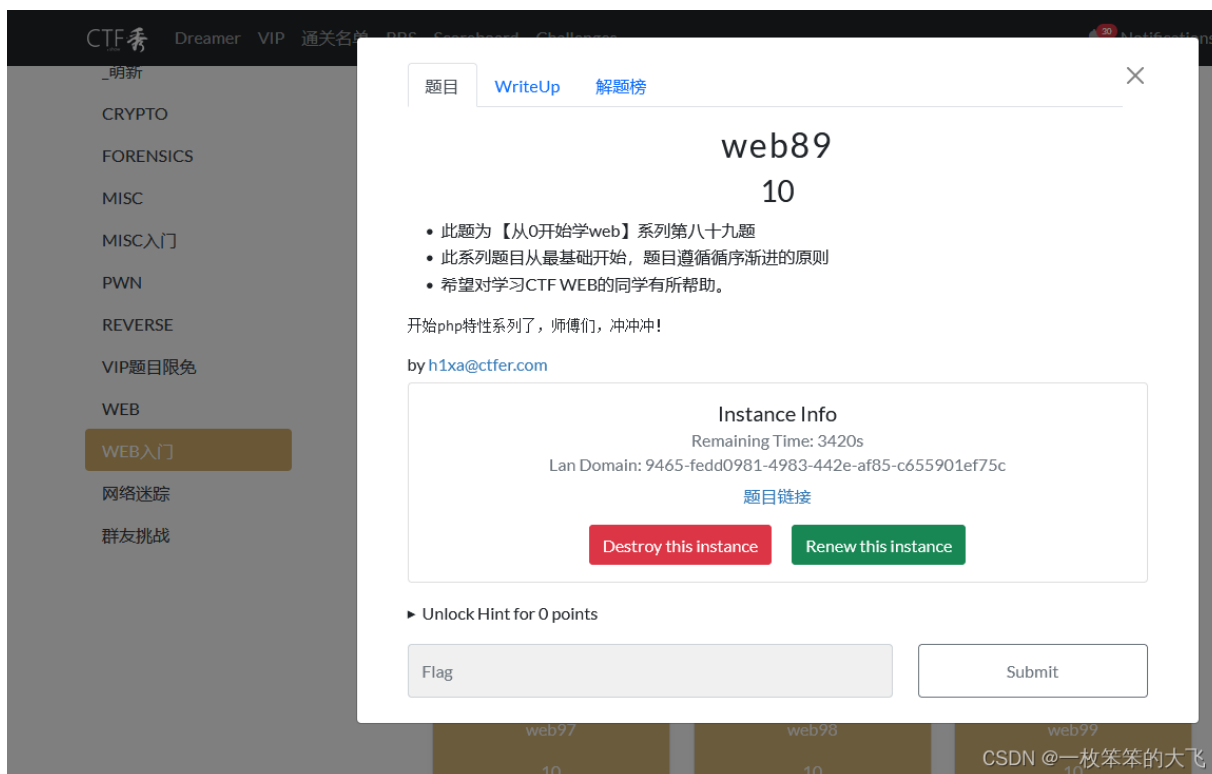 CTF秀 Dreamer VIP 通关名单 BBS Scoreboard Challenges 30 Notifications
_萌新
CRYPTO
FORENSICS
MISC
MISC入门
PWN
REVERSE
VIP题目限免
WEB
WEB入门
网络迷踪
群友挑战
题目 WriteUp 解题榜
web89
10
此题为 【从0开始学web】系列第八十九题
此系列题目从最基础开始，题目遵循循序渐进的原则
希望对学习CTF WEB的同学有所帮助。
开始php特性系列了，师傅们，冲冲冲！
by h1xa@ctfer.com
Instance Info
Remaining Time: 3420s
Lan Domain: 9465-fedd0981-4983-442e-af85-c655901ef75c
题目链接
Destroy this instance Renew this instance
Unlock Hint for 0 points
Flag Submit
web97 web98 web99
10 10 10
CSDN @一枚笨笨的大飞